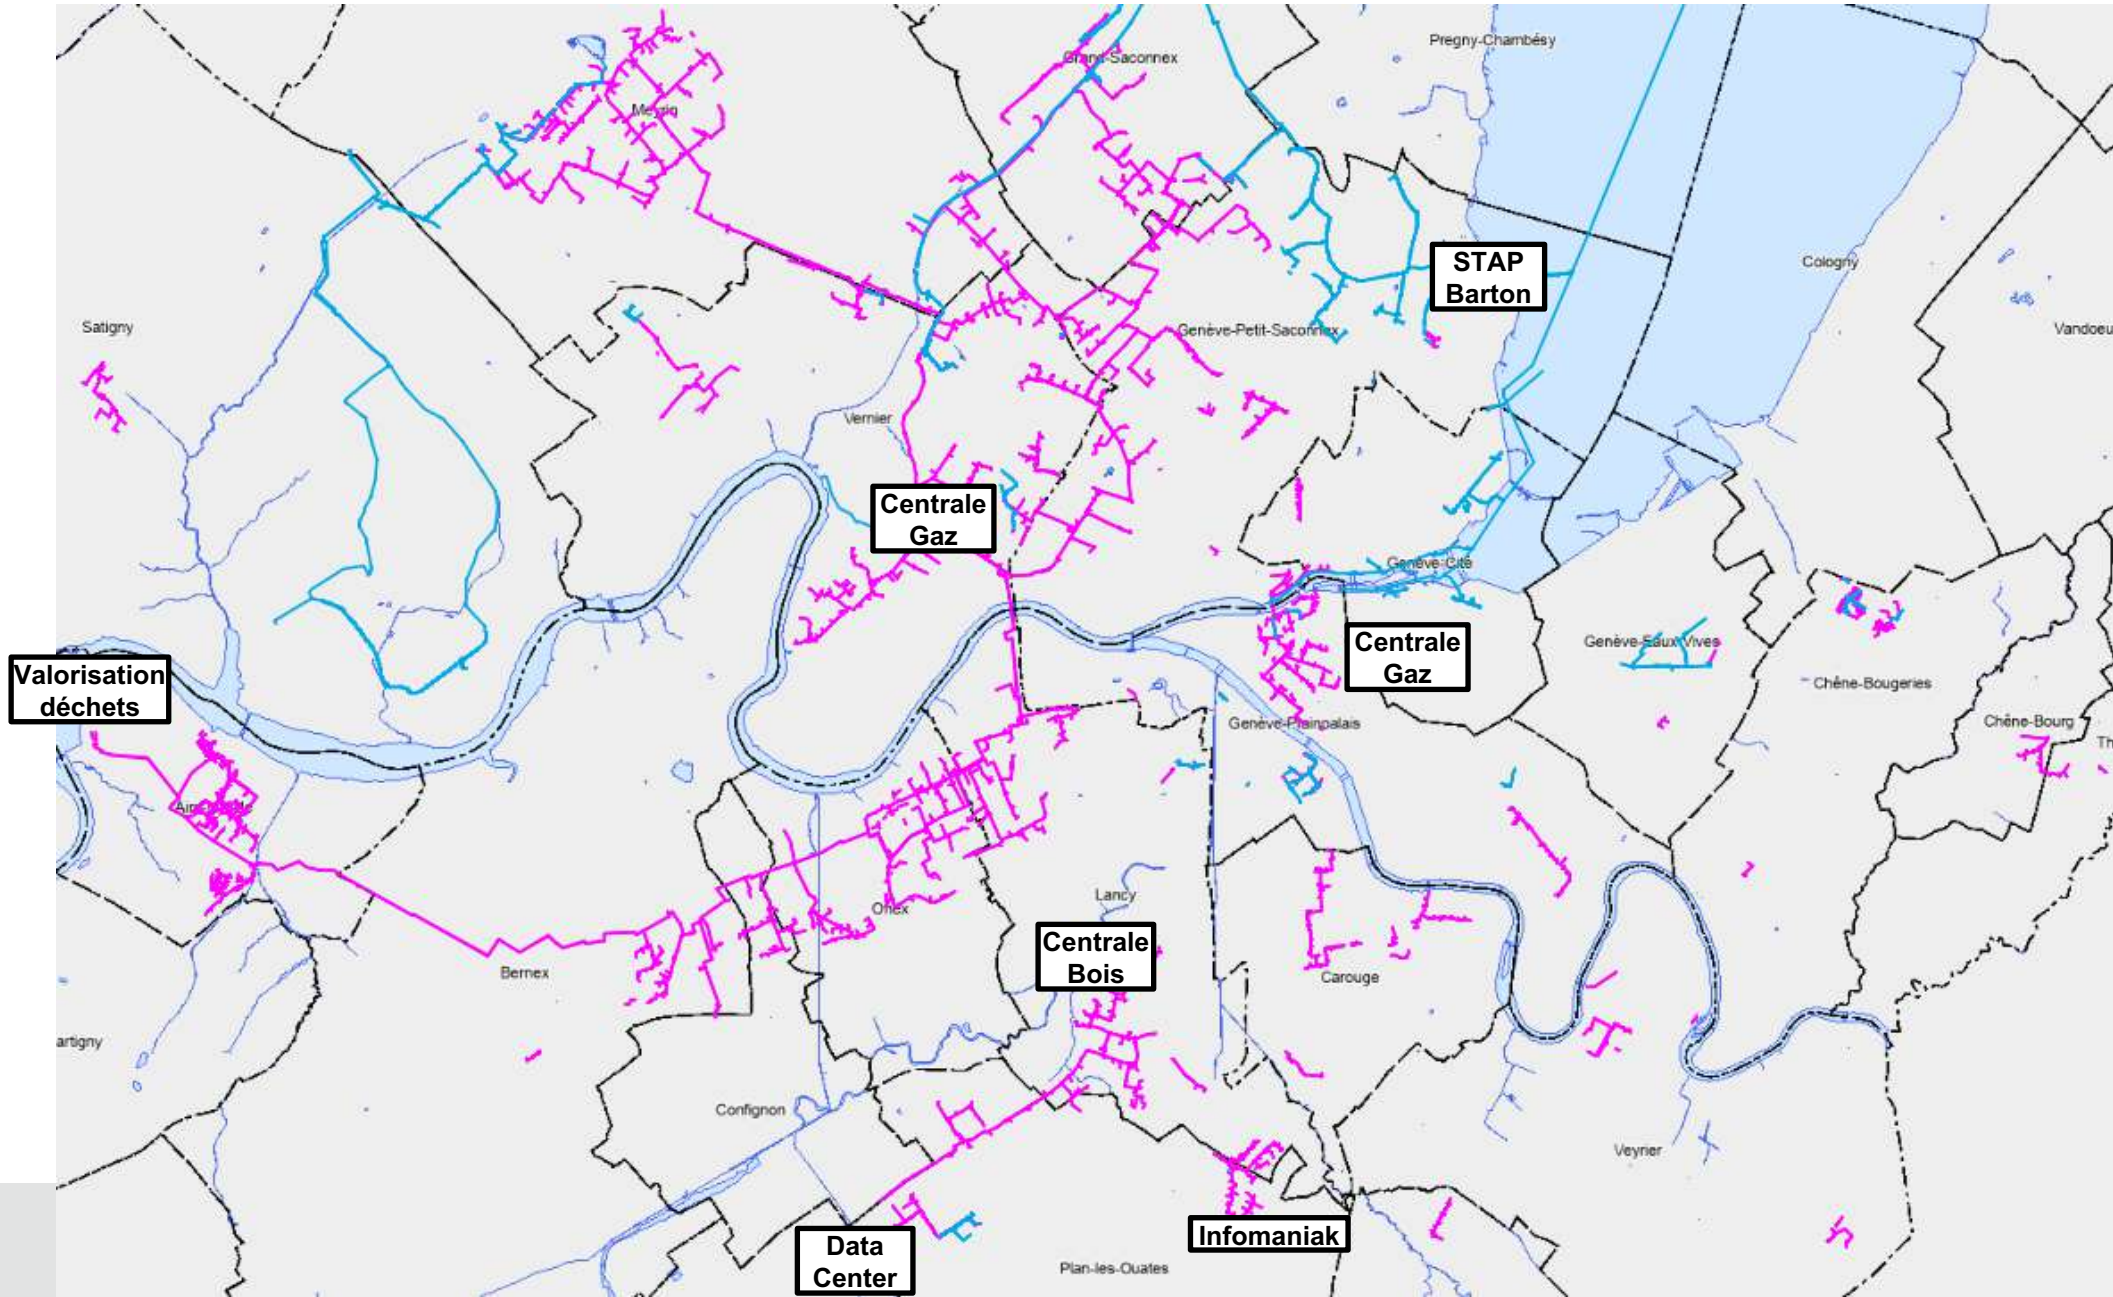 Pregny-Chambésy
Grand-Saconnex
Meyrin
STAP
Barton
Cologny
Satigny
Genève-Petit-Saconnex
Vandoeu
Vernier
Centrale
Gaz
Genève-Cité
Genève-Eaux-Vives
Centrale
Gaz
Valorisation
déchets
Chêne-Bougeries
Chêne-Bourg
Genève-Plainpalais
Th
Onex
Lancy
Centrale
Bois
Bernex
Carouge
artigny
Confignon
Veyrier
Infomaniak
Data
Center
Plan-les-Ouates